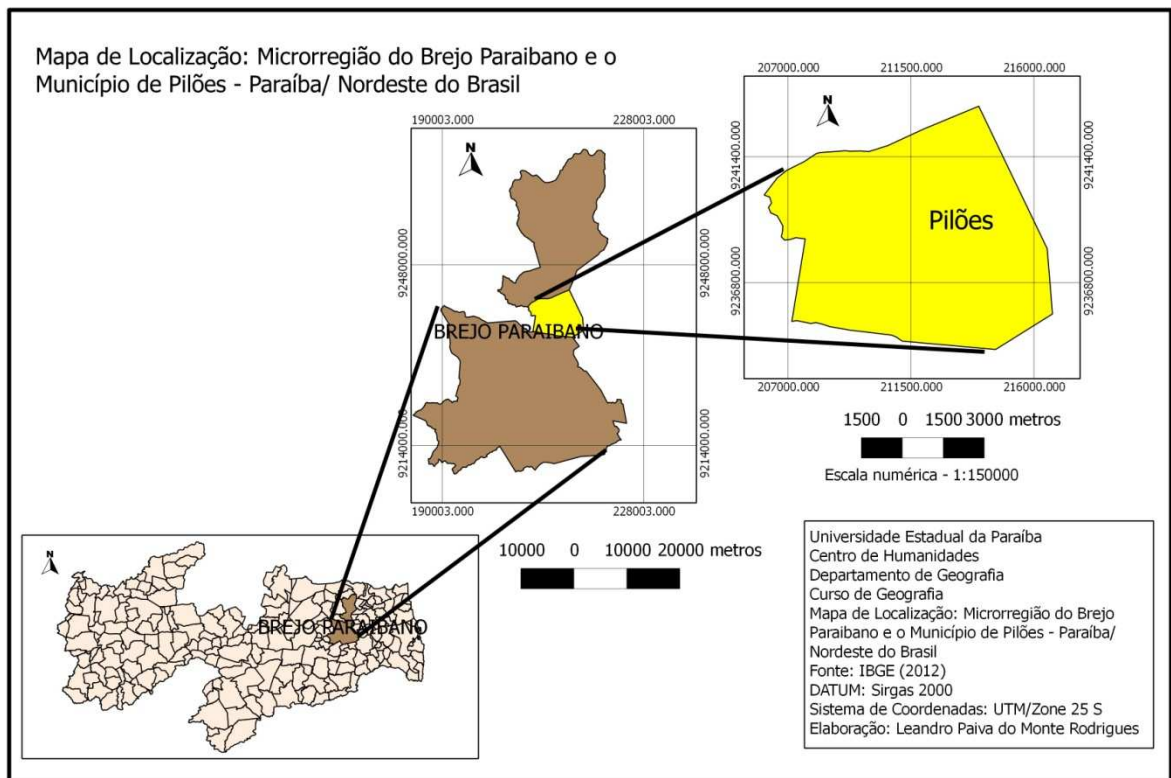 Mapa de Localização: Microrregião do Brejo Paraibano e o
Município de Pilões - Paraíba/ Nordeste do Brasil
190003.000 228003.000
N
9248000.000 9248000.000
BREJO PARAIBANO
9214000.000 9214000.000
190003.000 228003.000
10000 0 10000 20000 metros
207000.000 211500.000 216000.000
N
9241400.000 9241400.000
Pilões
9236800.000 9236800.000
207000.000 211500.000 216000.000
1500 0 1500 3000 metros
Escala numérica - 1:150000
N
BREJO PARAIBANO
Universidade Estadual da Paraíba
Centro de Humanidades
Departamento de Geografia
Curso de Geografia
Mapa de Localização: Microrregião do Brejo
Paraibano e o Município de Pilões - Paraíba/
Nordeste do Brasil
Fonte: IBGE (2012)
DATUM: Sirgas 2000
Sistema de Coordenadas: UTM/Zone 25 S
Elaboração: Leandro Paiva do Monte Rodrigues